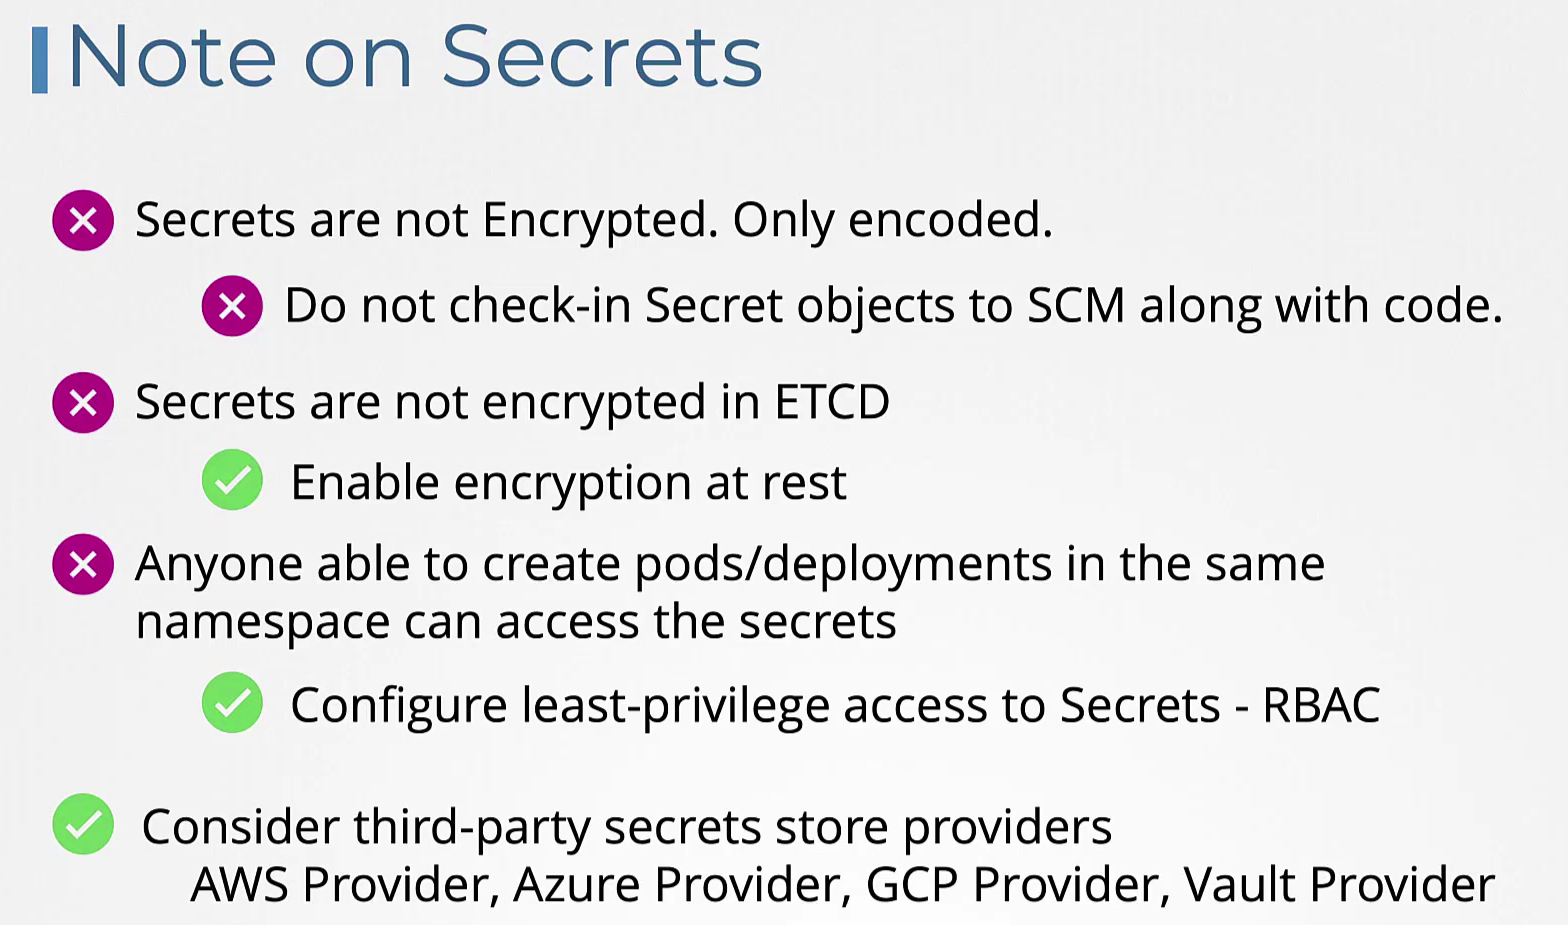 Note on Secrets
Secrets are not Encrypted. Only encoded.
Do not check-in Secret objects to SCM along with code.
Secrets are not encrypted in ETCD
Enable encryption at rest
Anyone able to create pods/deployments in the same
namespace can access the secrets
Configure least-privilege access to Secrets - RBAC
Consider third-party secrets store providers
AWS Provider, Azure Provider, GCP Provider, Vault Provider